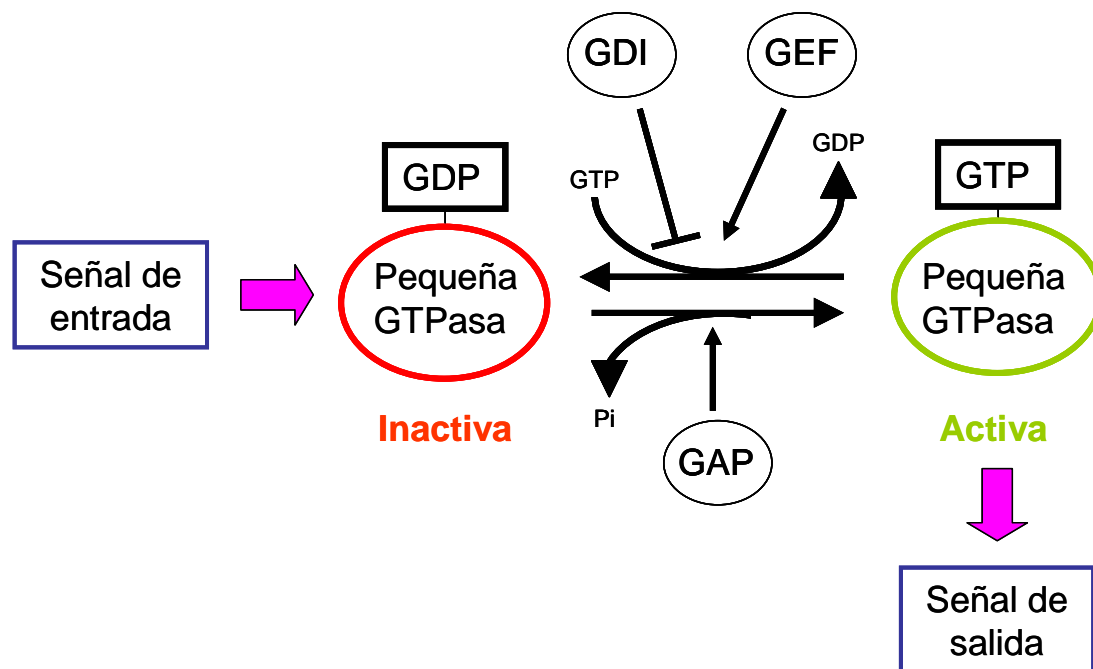 GDI
GEF
GDP
GTP
GDP
GTP
Señal de
entrada
Pequeña
GTPasa
Pequeña
GTPasa
Pi
Inactiva
Activa
GAP
Señal de
salida